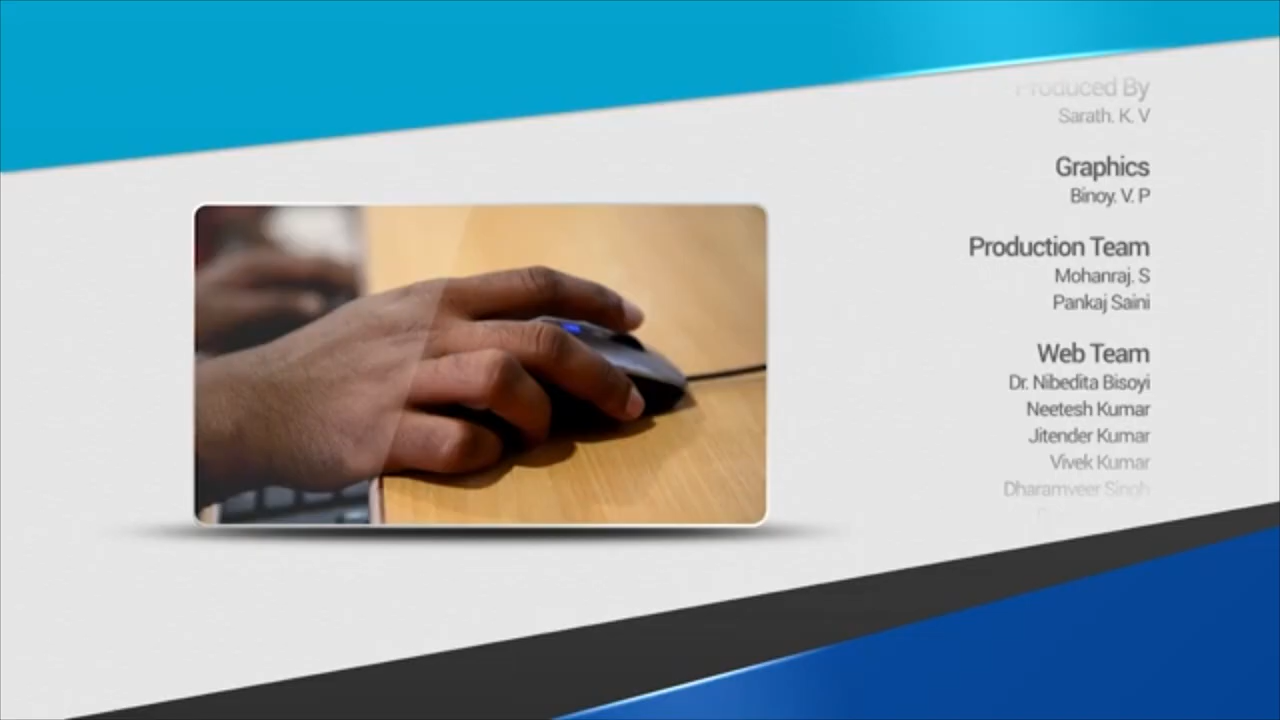 Produced By
Sarath. K. V
Graphics
Binoy. V. P
Production Team
Mohanraj. S
Pankaj Saini
Web Team
Dr. Nibedita Bisoyi
Neetesh Kumar
Jitender Kumar
Vivek Kumar
Dharamveer Singh